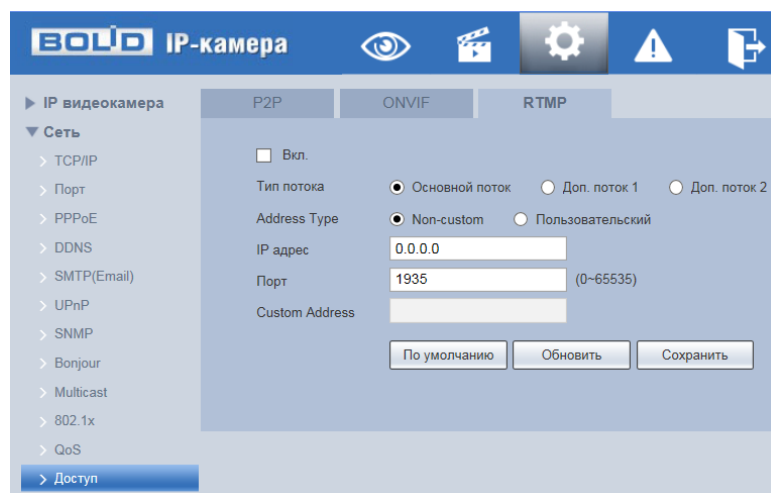 BOLID IP-камера
IP видеокамера
Сеть
TCP/IP
Порт
PPPoE
DDNS
SMTP(Email)
UPnP
SNMP
Bonjour
Multicast
802.1x
QoS
Доступ
P2P ONVIF RTMP
Вкл.
Тип потока Основной поток Доп. поток 1 Доп. поток 2
Address Type Non-custom Пользовательский
IP адрес 0.0.0.0
Порт 1935 (0~65535)
Custom Address
По умолчанию Обновить Сохранить